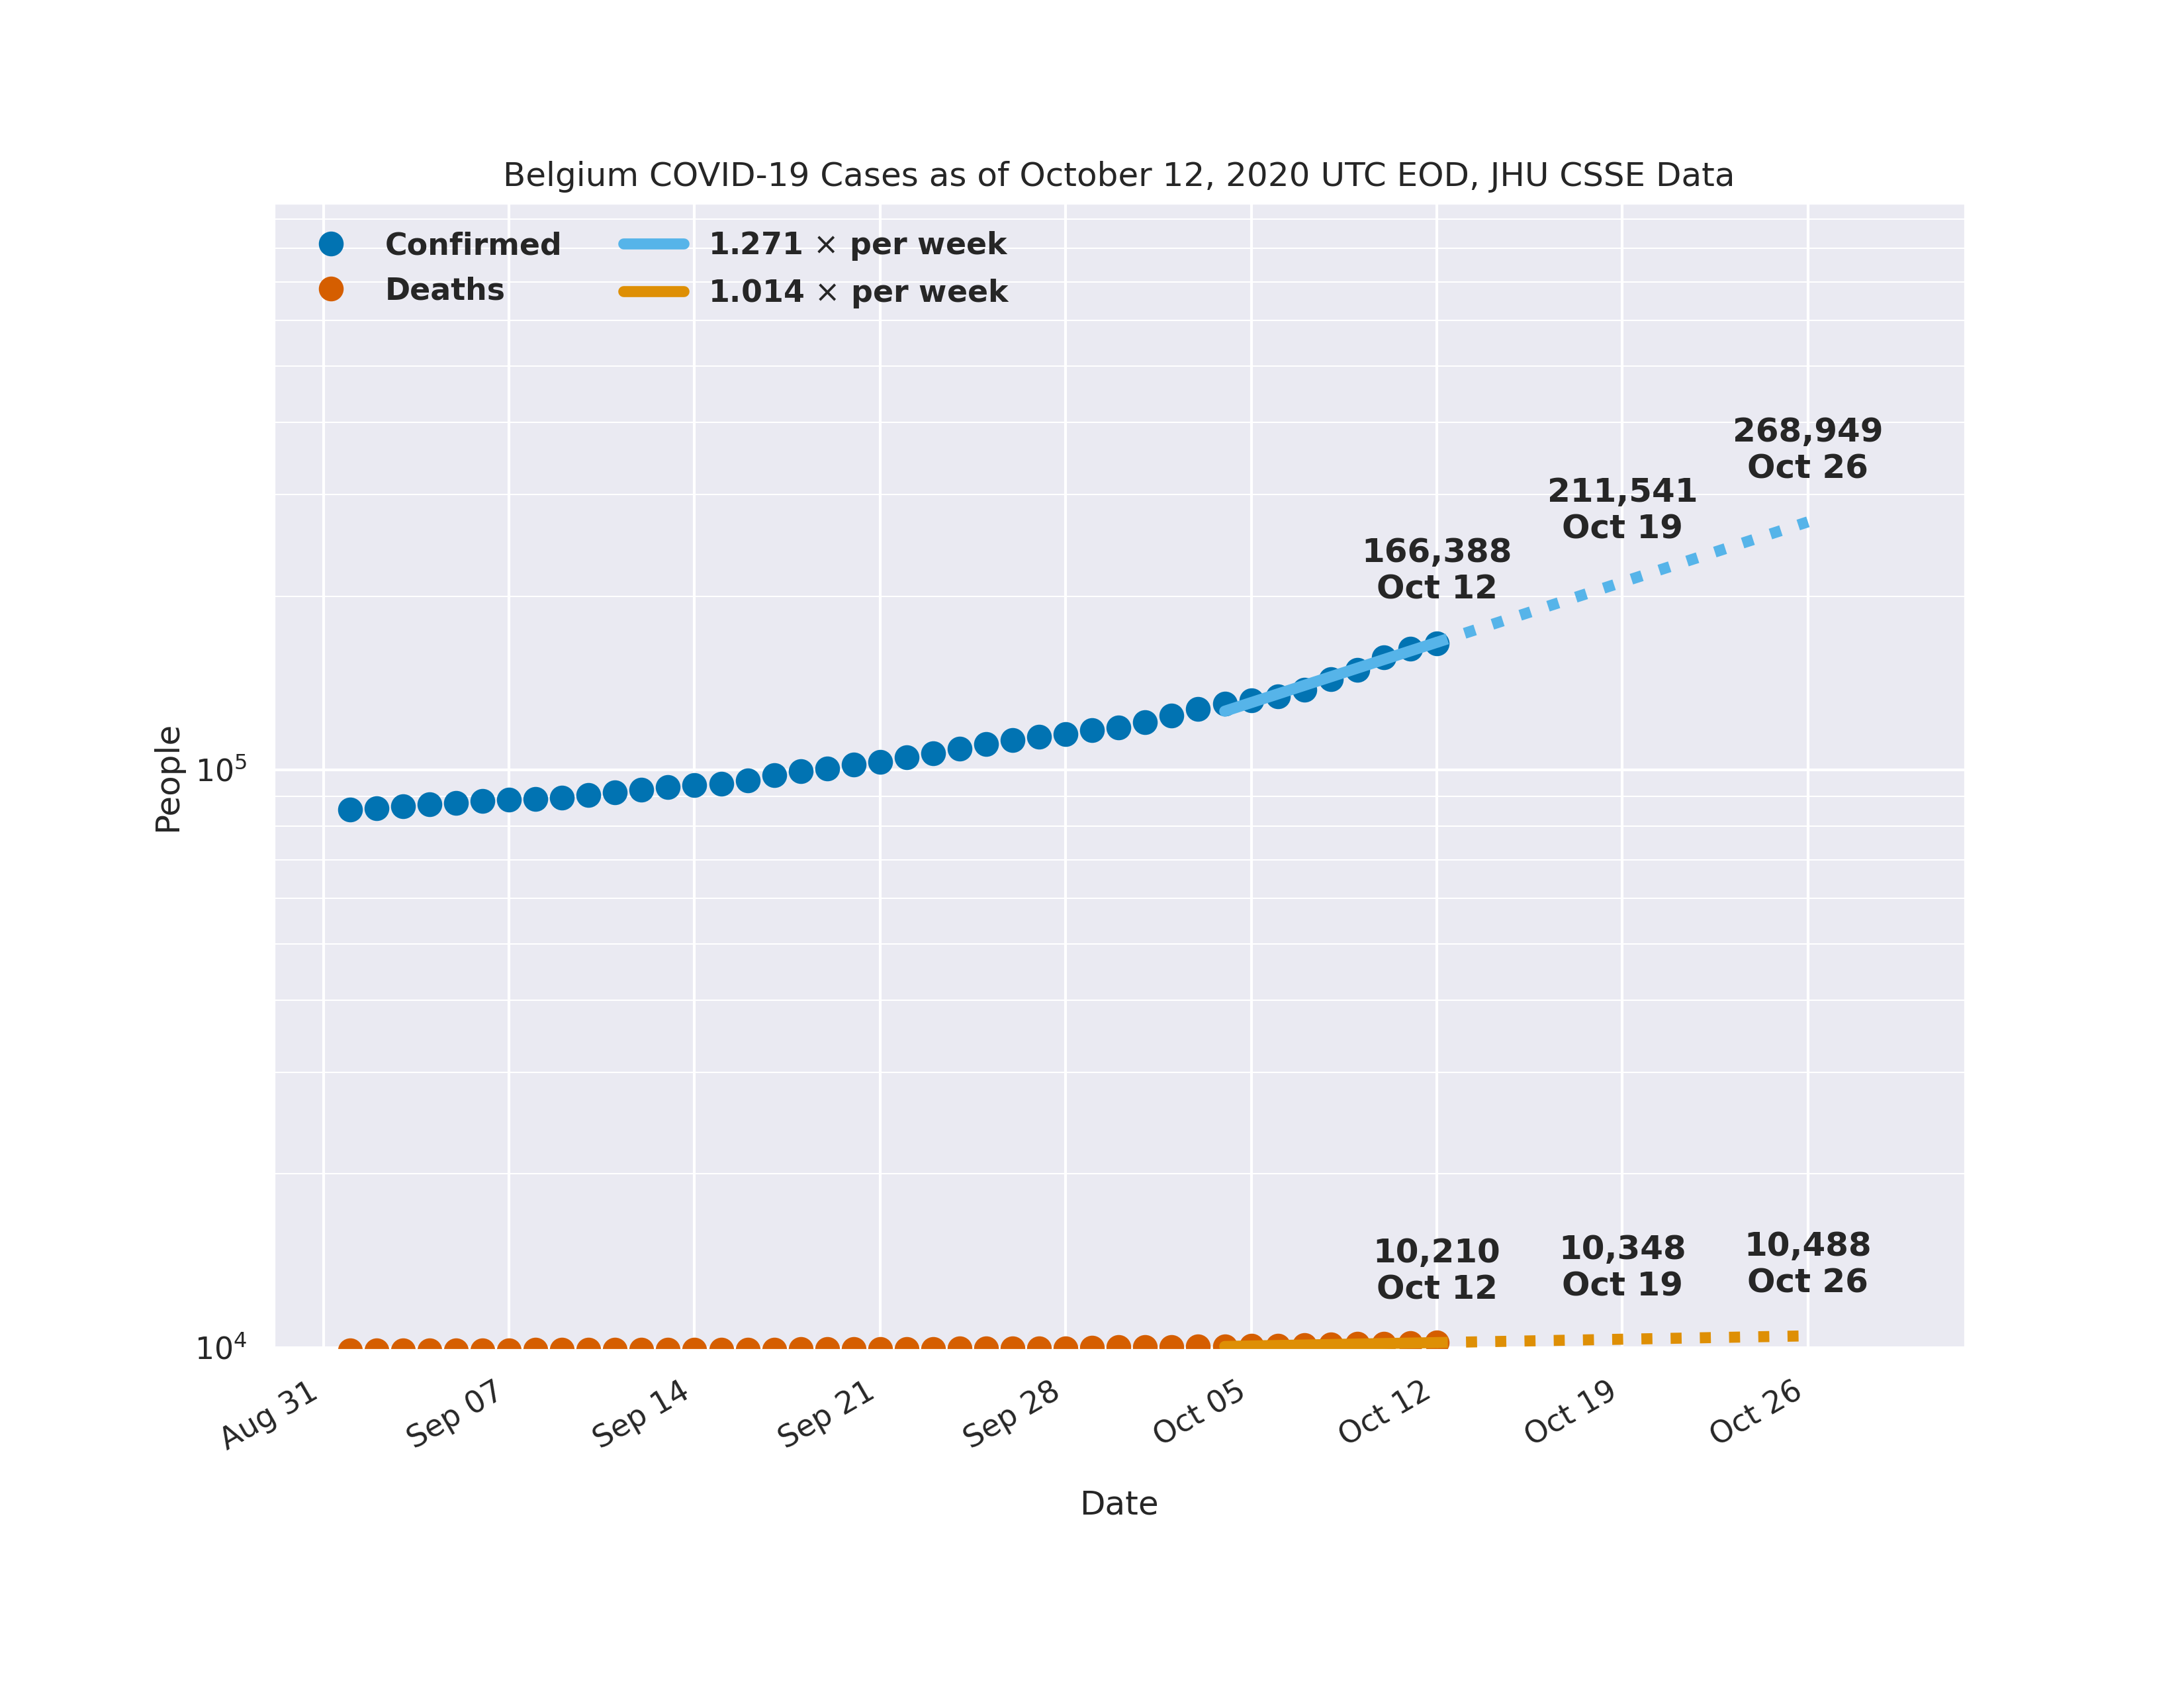 Belgium COVID-19 Cases as of October 12, 2020 UTC EOD, JHU CSSE Data
Confirmed
Deaths
1.271 × per week
1.014 × per week
268,949
Oct 26
211,541
Oct 19
166,388
Oct 12
People
10⁵
10,210
Oct 12
10,348
Oct 19
10,488
Oct 26
10⁴
Aug 31
Sep 07
Sep 14
Sep 21
Sep 28
Oct 05
Oct 12
Oct 19
Oct 26
Date